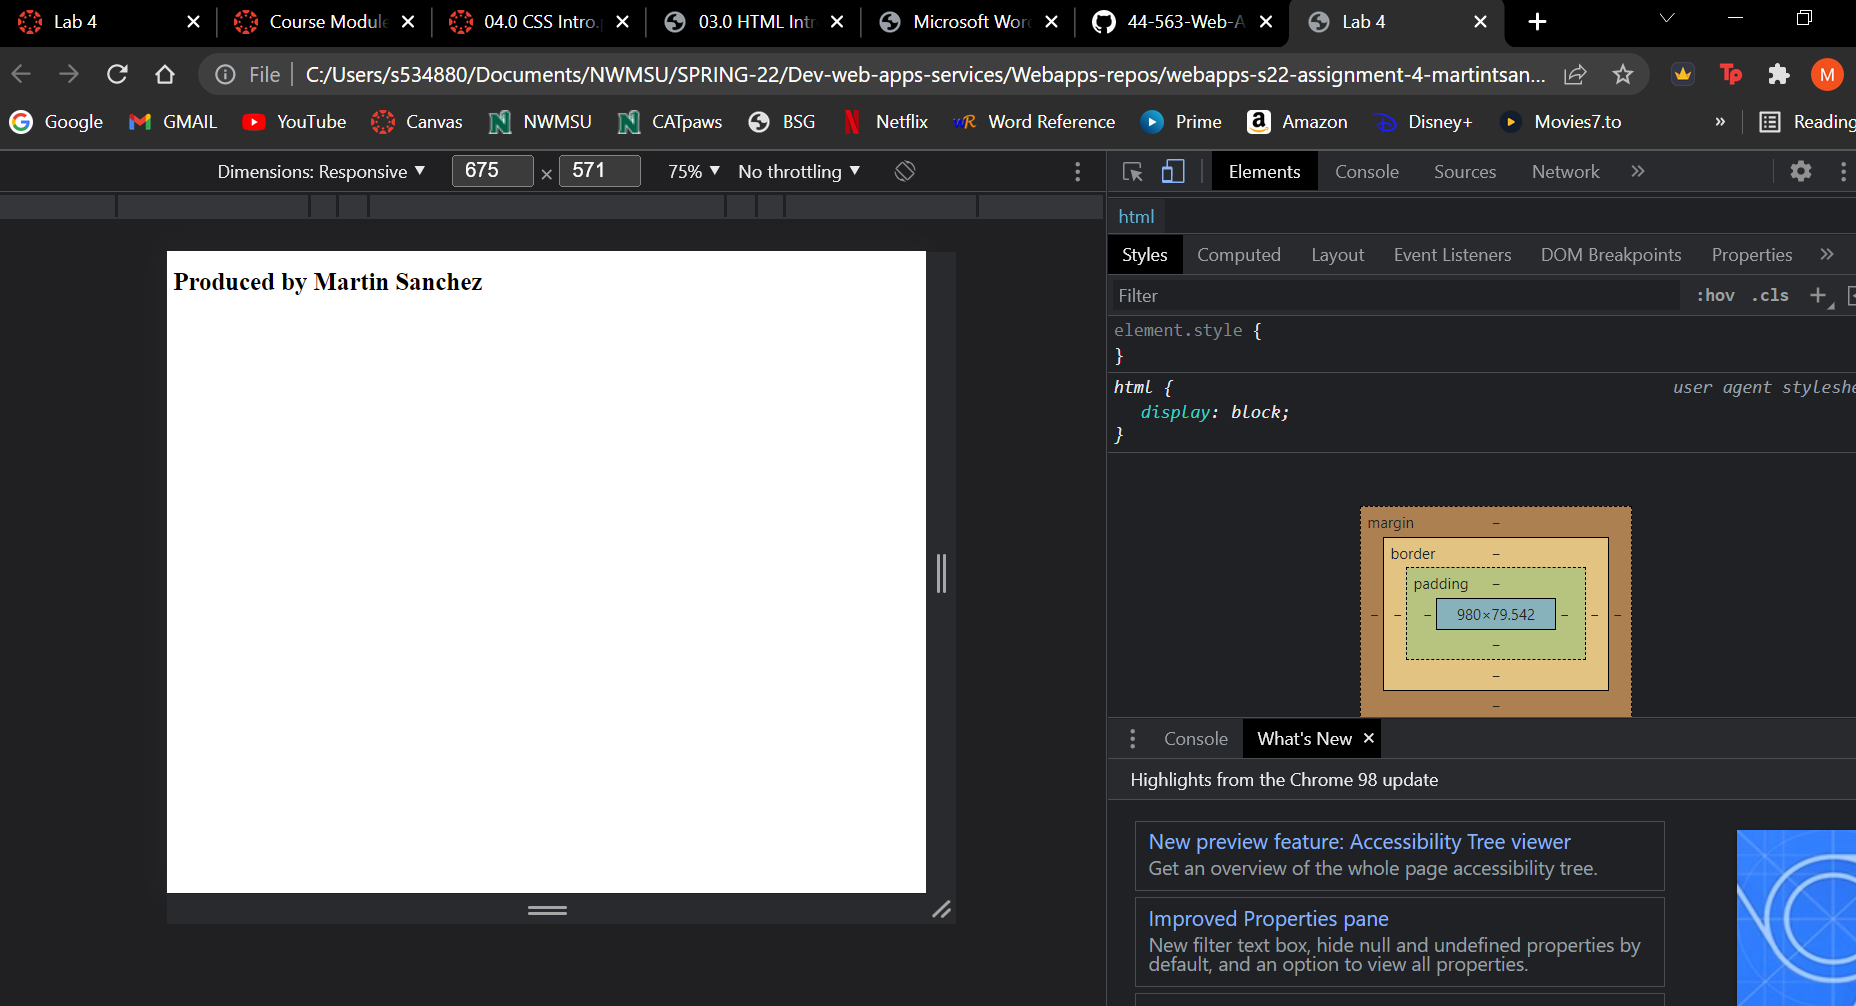 Lab 4
Course Module
04.0 CSS Intro.
03.0 HTML Intr
Microsoft Wor
44-563-Web-A
Lab 4
File
C:/Users/s534880/Documents/NWMSU/SPRING-22/Dev-web-apps-services/Webapps-repos/webapps-s22-assignment-4-martintsan...
Tp
M
Google
GMAIL
YouTube
Canvas
NWMSU
CATpaws
BSG
Netflix
Word Reference
Prime
Amazon
Disney+
Movies7.to
»
Reading
Dimensions: Responsive
675 × 571
75%
No throttling
Elements
Console
Sources
Network
»
html
Styles
Computed
Layout
Event Listeners
DOM Breakpoints
Properties
»
Filter
:hov .cls +
element.style {
}
html { user agent styleshe
display: block;
}
margin –
border –
padding –
– – – 980×79.542 – – –
–
–
–
Console
What's New ×
Highlights from the Chrome 98 update
New preview feature: Accessibility Tree viewer
Get an overview of the whole page accessibility tree.
Improved Properties pane
New filter text box, hide null and undefined properties by
default, and an option to view all properties.
Produced by Martin Sanchez